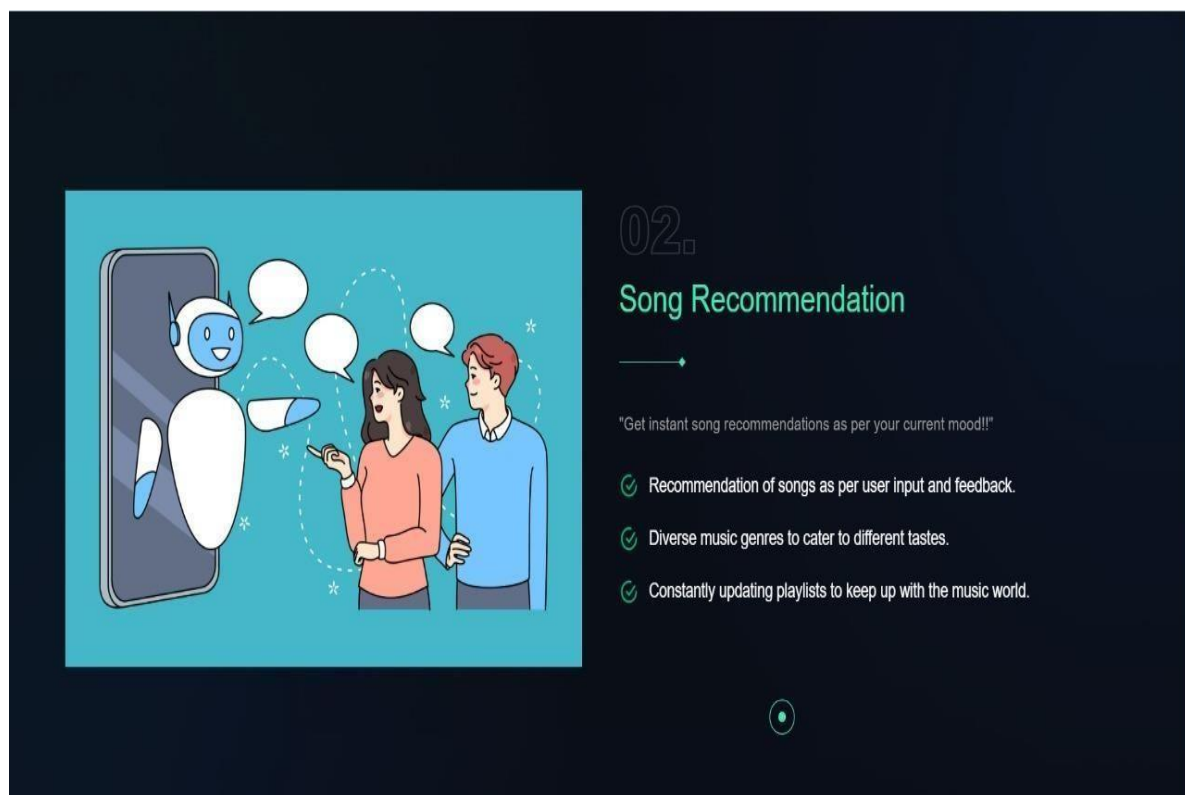 02.
Song Recommendation
"Get instant song recommendations as per your current mood!!"
Recommendation of songs as per user input and feedback.
Diverse music genres to cater to different tastes.
Constantly updating playlists to keep up with the music world.